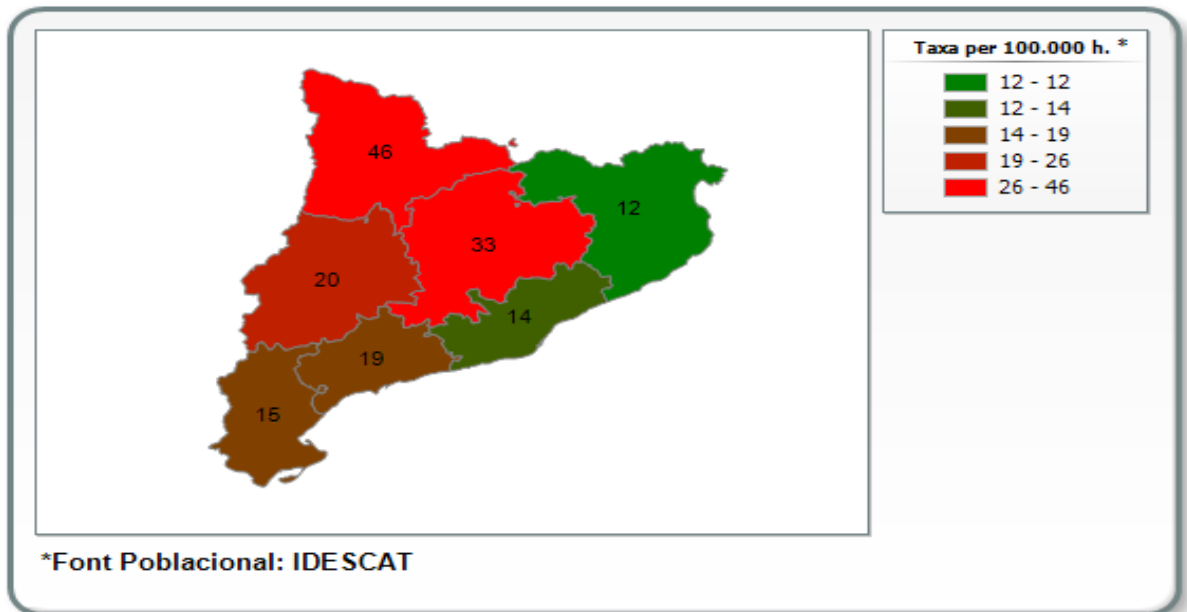 Taxa per 100.000 h. *
12 - 12
12 - 14
14 - 19
19 - 26
26 - 46
46
12
33
20
14
19
15
*Font Poblacional: IDESCAT